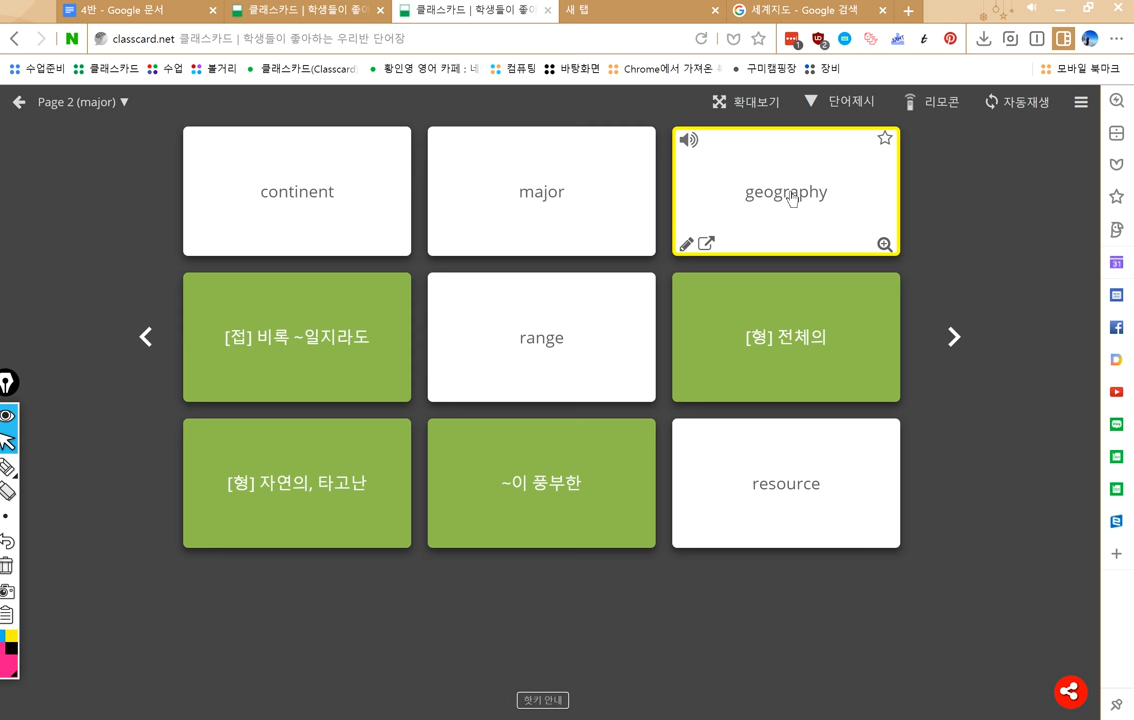 4반 - Google 문서
클래스카드 | 학생들이 좋아
클래스카드 | 학생들이 좋아
새 탭
세계지도 - Google 검색
classcard.net 클래스카드 | 학생들이 좋아하는 우리반 단어장
수업준비
클래스카드
수업
볼거리
클래스카드(Classcard
황인영 영어 카페 ; 네
컴퓨팅
바탕화면
Chrome에서 가져온
구미캠핑장
장비
모바일 북마크
Page 2 (major) ▼
확대보기
단어제시
리모콘
자동재생
continent
major
geography
[접] 비록 ~일지라도
range
[형] 전체의
[형] 자연의, 타고난
~이 풍부한
resource
핫키 안내